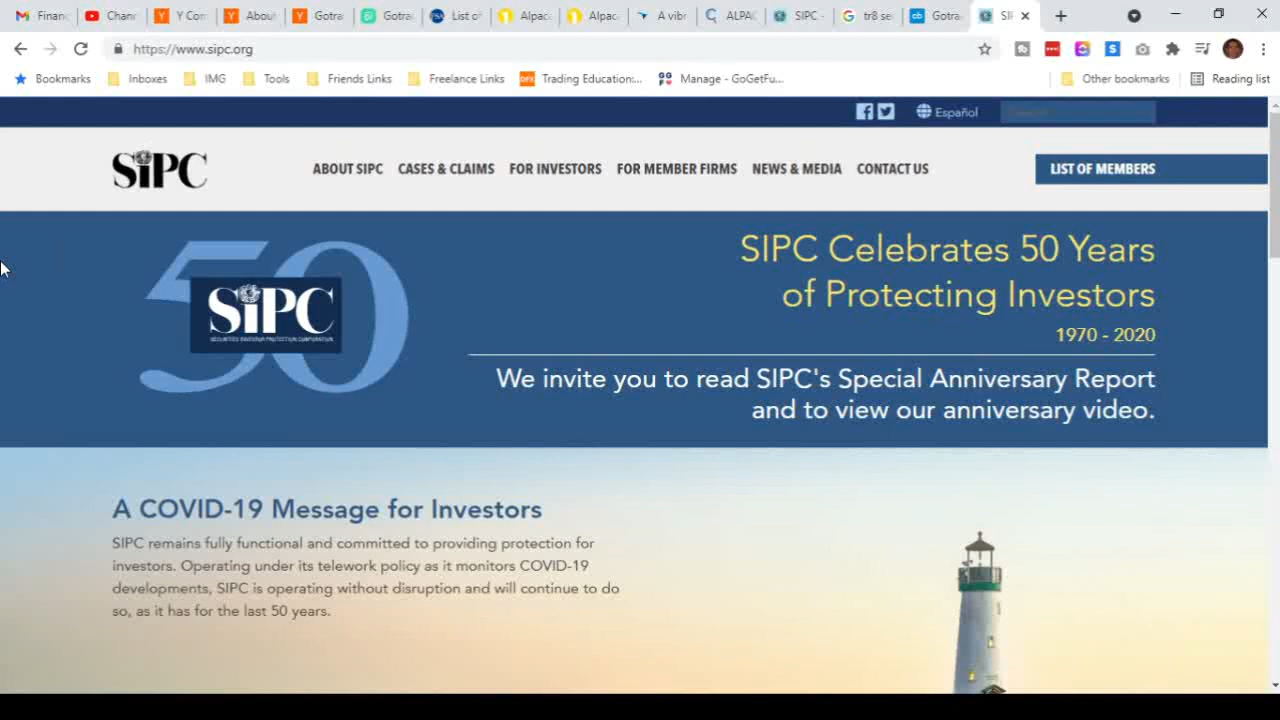 Financ
Chann
Y Com
About
Gotra
Gotra
List of
Alpac
Alpac
A vibr
ALPAC
SIPC -
tr8 se
Gotra
SI
https://www.sipc.org
Bookmarks
Inboxes
IMG
Tools
Friends Links
Freelance Links
Trading Education:...
Manage - GoGetFu...
Other bookmarks
Reading list
Español
SiPC
ABOUT SIPC
CASES & CLAIMS
FOR INVESTORS
FOR MEMBER FIRMS
NEWS & MEDIA
CONTACT US
LIST OF MEMBERS
50
SiPC
SECURITIES INVESTOR PROTECTION CORPORATION
SIPC Celebrates 50 Years
of Protecting Investors
1970 - 2020
We invite you to read SIPC's Special Anniversary Report
and to view our anniversary video.
A COVID-19 Message for Investors
SIPC remains fully functional and committed to providing protection for
investors. Operating under its telework policy as it monitors COVID-19
developments, SIPC is operating without disruption and will continue to do
so, as it has for the last 50 years.